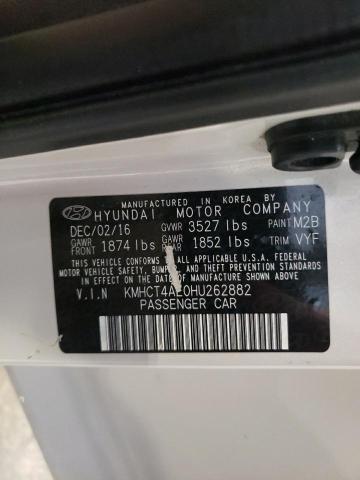 MANUFACTURED IN KOREA BY
HYUNDAI MOTOR COMPANY
DEC/02/16 GVWR 3527 lbs PAINT M2B
GAWR FRT 1874 lbs GAWR RR 1852 lbs TRIM VYF
THIS VEHICLE CONFORMS TO ALL APPLICABLE U.S. FEDERAL
MOTOR VEHICLE SAFETY, BUMPER, AND THEFT PREVENTION
STANDARDS IN EFFECT ON THE DATE OF MANUFACTURE SHOWN ABOVE.
V.I.N KMHCT4AE0HU262882
PASSENGER CAR